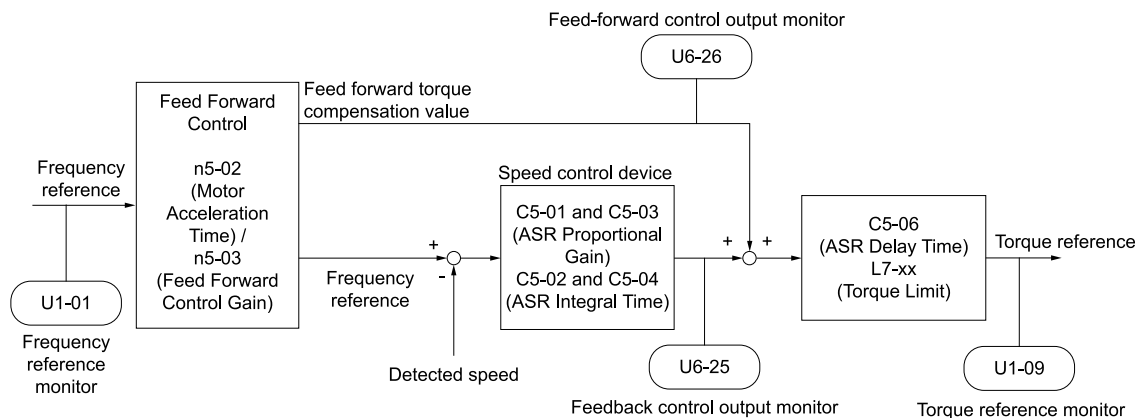 Feed-forward control output monitor
U6-26
Feed Forward
Control
n5-02
(Motor
Acceleration
Time) /
n5-03
(Feed Forward
Control Gain)
Feed forward torque
compensation value
Frequency
reference
U1-01
Frequency
reference
monitor
+
-
Frequency
reference
Detected speed
Speed control device
C5-01 and C5-03
(ASR Proportional
Gain)
C5-02 and C5-04
(ASR Integral Time)
+
+
U6-25
Feedback control output monitor
C5-06
(ASR Delay Time)
L7-xx
(Torque Limit)
Torque reference
U1-09
Torque reference monitor